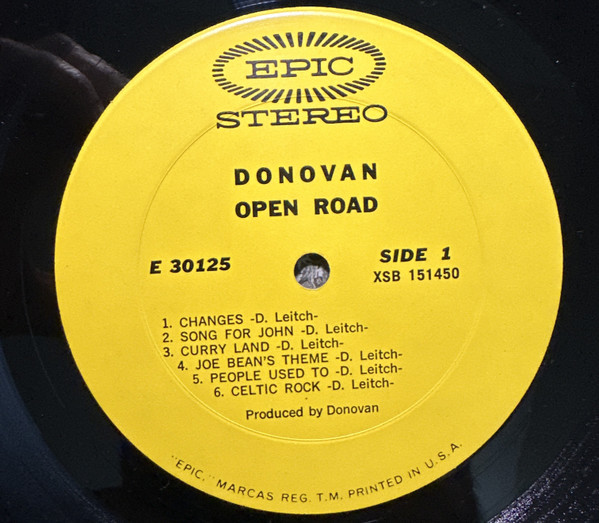 EPIC
STEREO
DONOVAN
OPEN ROAD
E 30125
SIDE 1
XSB 151450
1. CHANGES -D. Leitch-
2. SONG FOR JOHN -D. Leitch-
3. CURRY LAND -D. Leitch-
4. JOE BEAN'S THEME -D. Leitch-
5. PEOPLE USED TO -D. Leitch-
6. CELTIC ROCK -D. Leitch-
Produced by Donovan
"EPIC," MARCAS REG. T.M. PRINTED IN U.S.A.